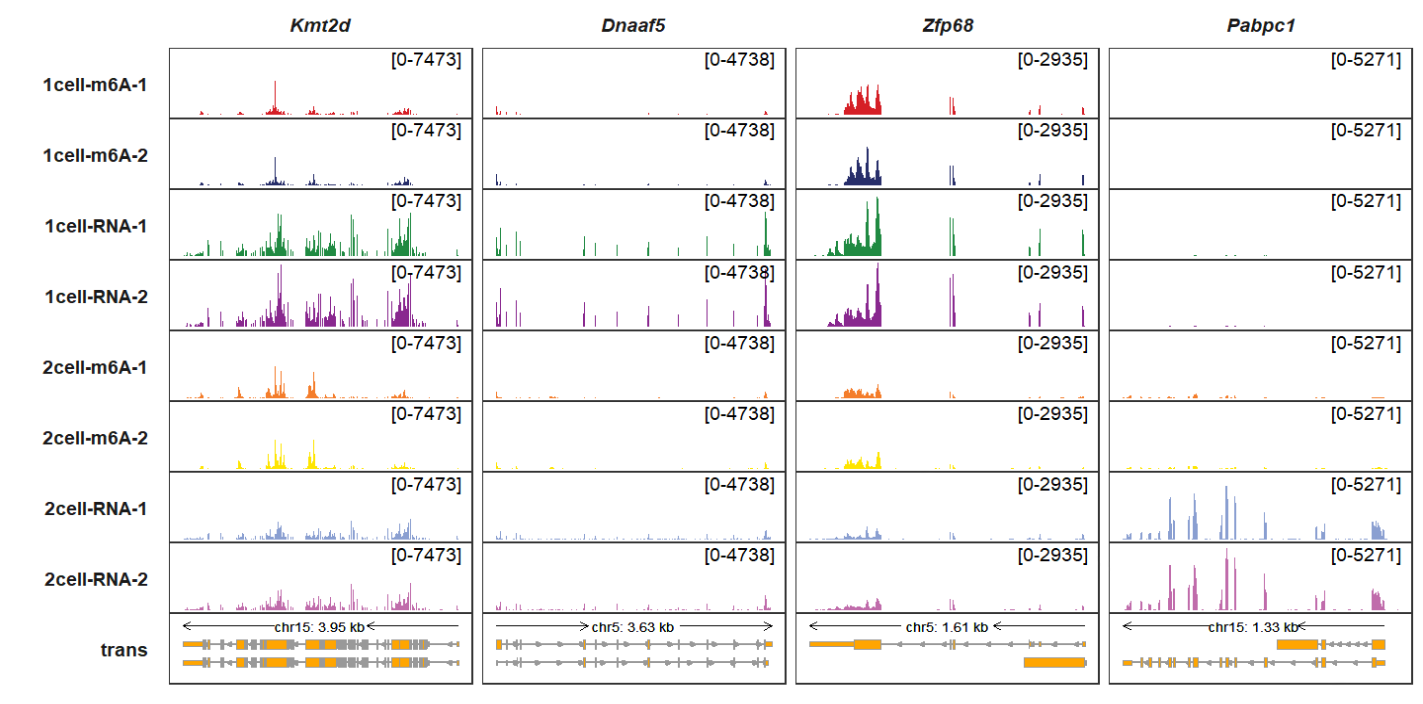 Kmt2d Dnaaf5 Zfp68 Pabpc1
1cell-m6A-1 [0-7473] [0-4738] [0-2935] [0-5271]
1cell-m6A-2 [0-7473] [0-4738] [0-2935] [0-5271]
1cell-RNA-1 [0-7473] [0-4738] [0-2935] [0-5271]
1cell-RNA-2 [0-7473] [0-4738] [0-2935] [0-5271]
2cell-m6A-1 [0-7473] [0-4738] [0-2935] [0-5271]
2cell-m6A-2 [0-7473] [0-4738] [0-2935] [0-5271]
2cell-RNA-1 [0-7473] [0-4738] [0-2935] [0-5271]
2cell-RNA-2 [0-7473] [0-4738] [0-2935] [0-5271]
chr15: 3.95 kb chr5: 3.63 kb chr5: 1.61 kb chr15: 1.33 kb
trans